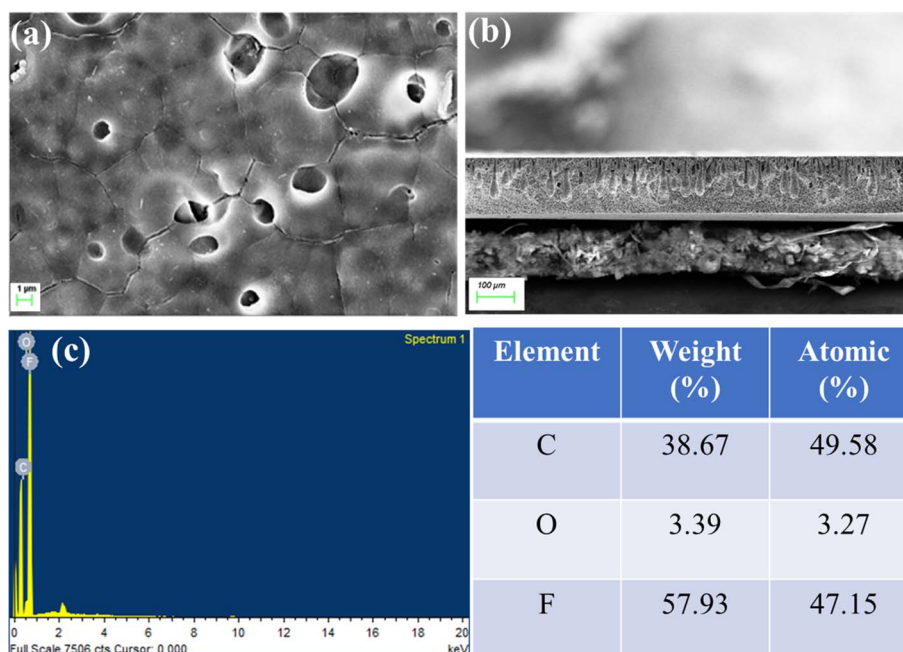 (a)
1 µm
(b)
100 µm
(c)
Spectrum 1
O
F
C
0 2 4 6 8 10 12 14 16 18 20
Full Scale 7506 cts Cursor: 0.000 keV
Element Weight (%) Atomic (%)
C 38.67 49.58
O 3.39 3.27
F 57.93 47.15